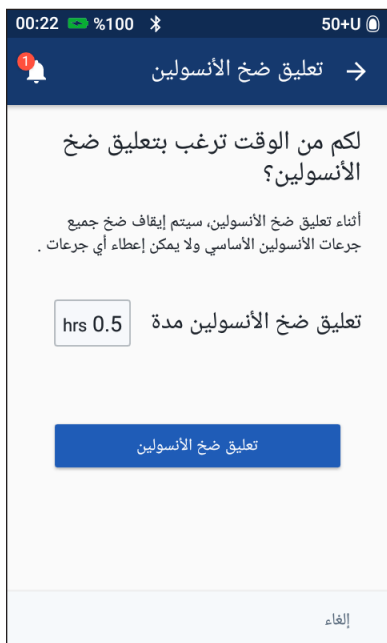 00:22 %100 50+U
1
تعليق ضخ الأنسولين
لكم من الوقت ترغب بتعليق ضخ
الأنسولين؟
أثناء تعليق ضخ الأنسولين، سيتم إيقاف ضخ جميع
جرعات الأنسولين الأساسي ولا يمكن إعطاء أي جرعات .
تعليق ضخ الأنسولين مدة
hrs 0.5
تعليق ضخ الأنسولين
إلغاء